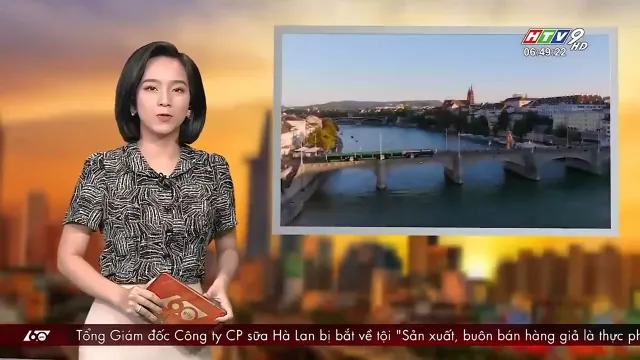 HTV9 HD
06:49:22
60
Tổng Giám đốc Công ty CP sữa Hà Lan bị bắt về tội "Sản xuất, buôn bán hàng giả là thực ph